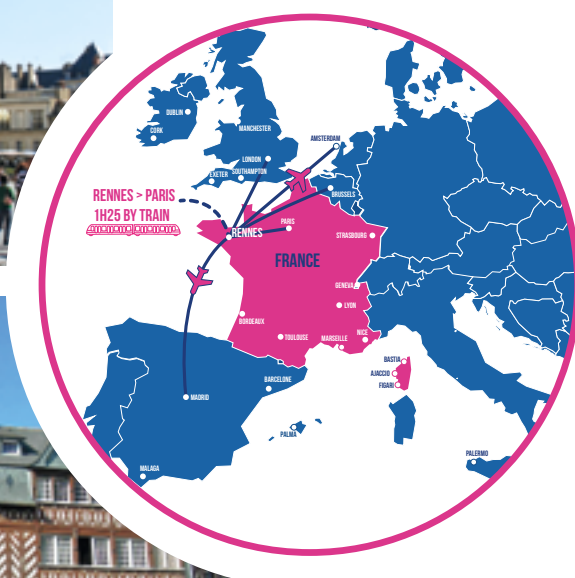 DUBLIN
CORK
MANCHESTER
AMSTERDAM
LONDON
EXETER
SOUTHAMPTON
BRUSSELS
RENNES > PARIS
1H25 BY TRAIN
PARIS
RENNES
STRASBOURG
FRANCE
GENEVA
LYON
BORDEAUX
TOULOUSE
MARSEILLE
NICE
BASTIA
AJACCIO
FIGARI
BARCELONE
MADRID
PALMA
PALERMO
MALAGA